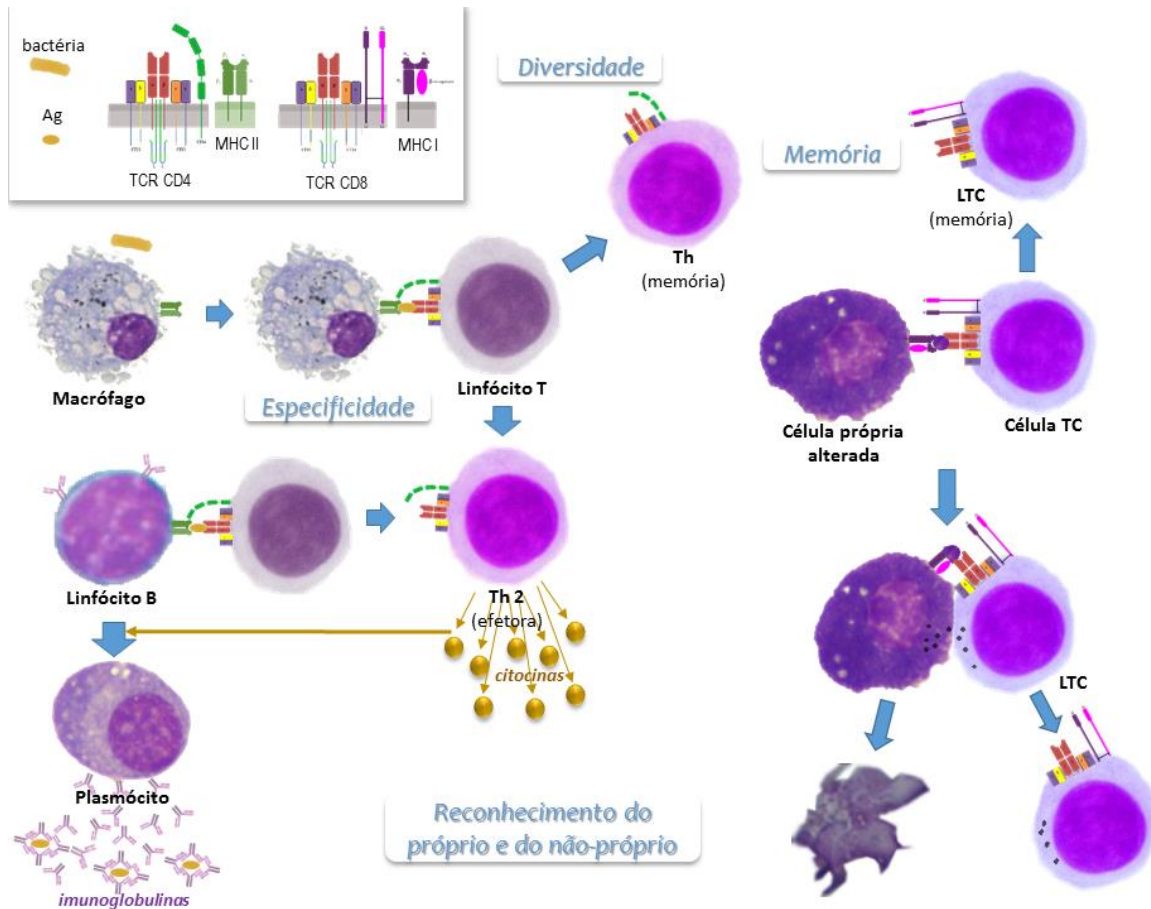 bactéria
Ag
TCR CD4
MHC II
TCR CD8
MHC I
Diversidade
Memória
LTC
(memória)
Th
(memória)
Macrófago
Linfócito T
Especificidade
Célula própria
alterada
Célula TC
Linfócito B
Th 2
(efetora)
citocinas
LTC
Plasmócito
Reconhecimento do
próprio e do não-próprio
imunoglobulinas